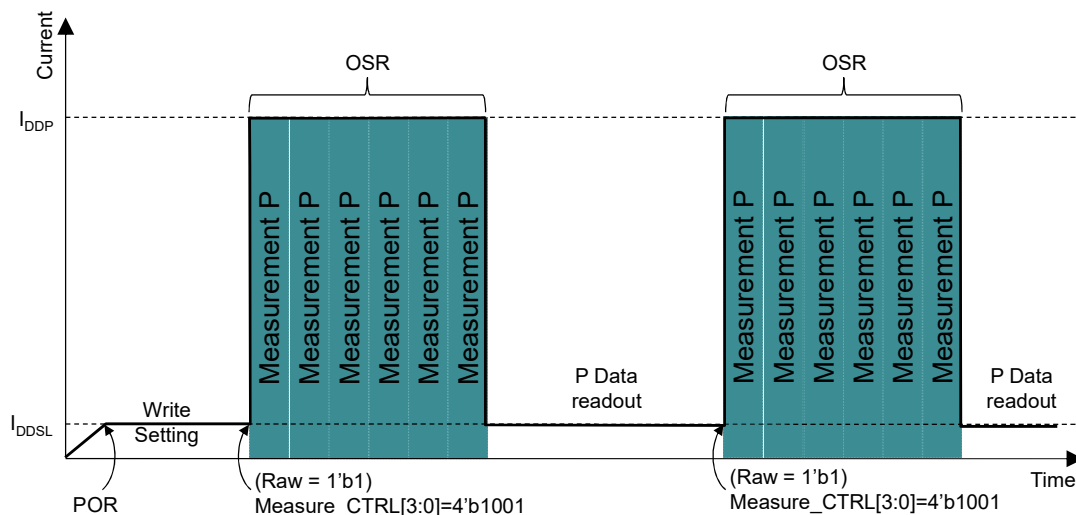 Current
OSR
OSR
I_DDP
Measurement P
Measurement P
Measurement P
Measurement P
Measurement P
Measurement P
Measurement P
Measurement P
Measurement P
Measurement P
Measurement P
Measurement P
P Data
readout
P Data
readout
I_DDSL
Write
Setting
POR
(Raw = 1’b1)
Measure_CTRL[3:0]=4’b1001
(Raw = 1’b1)
Measure_CTRL[3:0]=4’b1001
Time